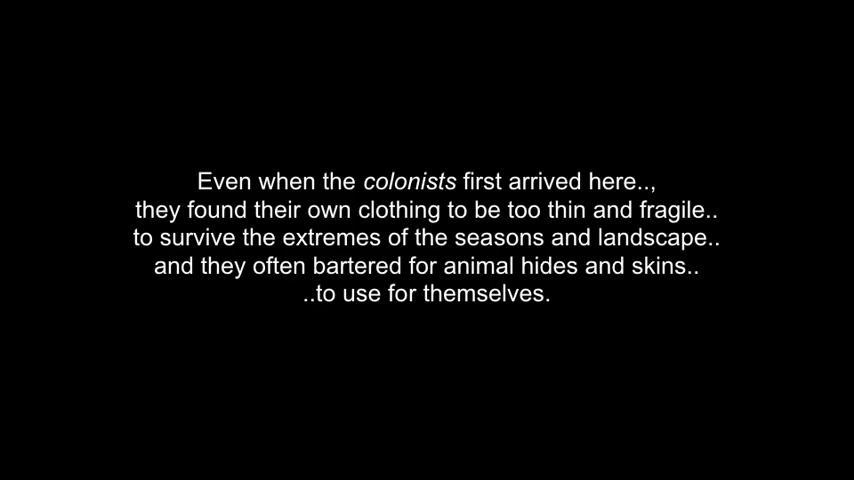 Even when the colonists first arrived here..,
they found their own clothing to be too thin and fragile..
to survive the extremes of the seasons and landscape..
and they often bartered for animal hides and skins..
..to use for themselves.